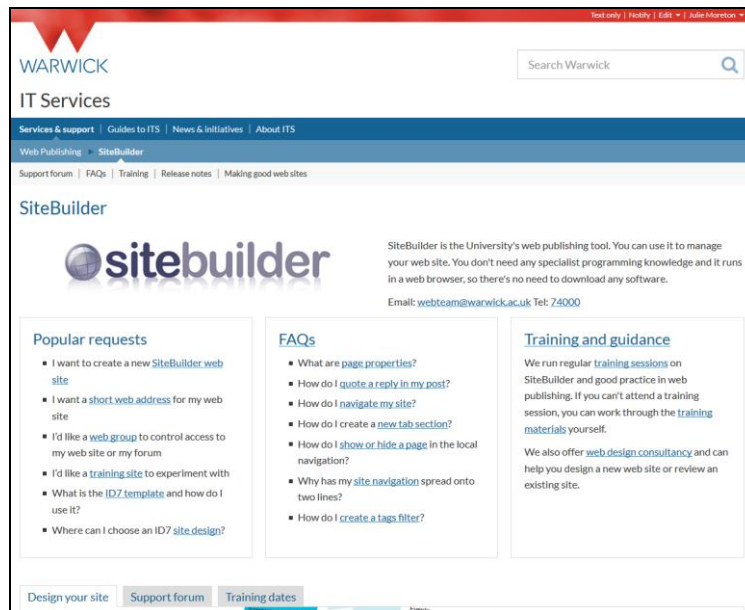 Text only | Notify | Edit | Julie Moreton
WARWICK
Search Warwick
IT Services
Services & support | Guides to ITS | News & initiatives | About ITS
Web Publishing SiteBuilder
Support forum | FAQs | Training | Release notes | Making good web sites
SiteBuilder
sitebuilder
SiteBuilder is the University's web publishing tool. You can use it to manage
your web site. You don't need any specialist programming knowledge and it runs
in a web browser, so there's no need to download any software.
Email: webteam@warwick.ac.uk Tel: 74000
Popular requests
I want to create a new SiteBuilder web
site
I want a short web address for my web
site
I'd like a web group to control access to
my web site or my forum
I'd like a training site to experiment with
What is the ID7 template and how do I
use it?
Where can I choose an ID7 site design?
FAQs
What are page properties?
How do I quote a reply in my post?
How do I navigate my site?
How do I create a new tab section?
How do I show or hide a page in the local
navigation?
Why has my site navigation spread onto
two lines?
How do I create a tags filter?
Training and guidance
We run regular training sessions on
SiteBuilder and good practice in web
publishing. If you can't attend a training
session, you can work through the training
materials yourself.
We also offer web design consultancy and can
help you design a new web site or review an
existing site.
Design your site Support forum Training dates